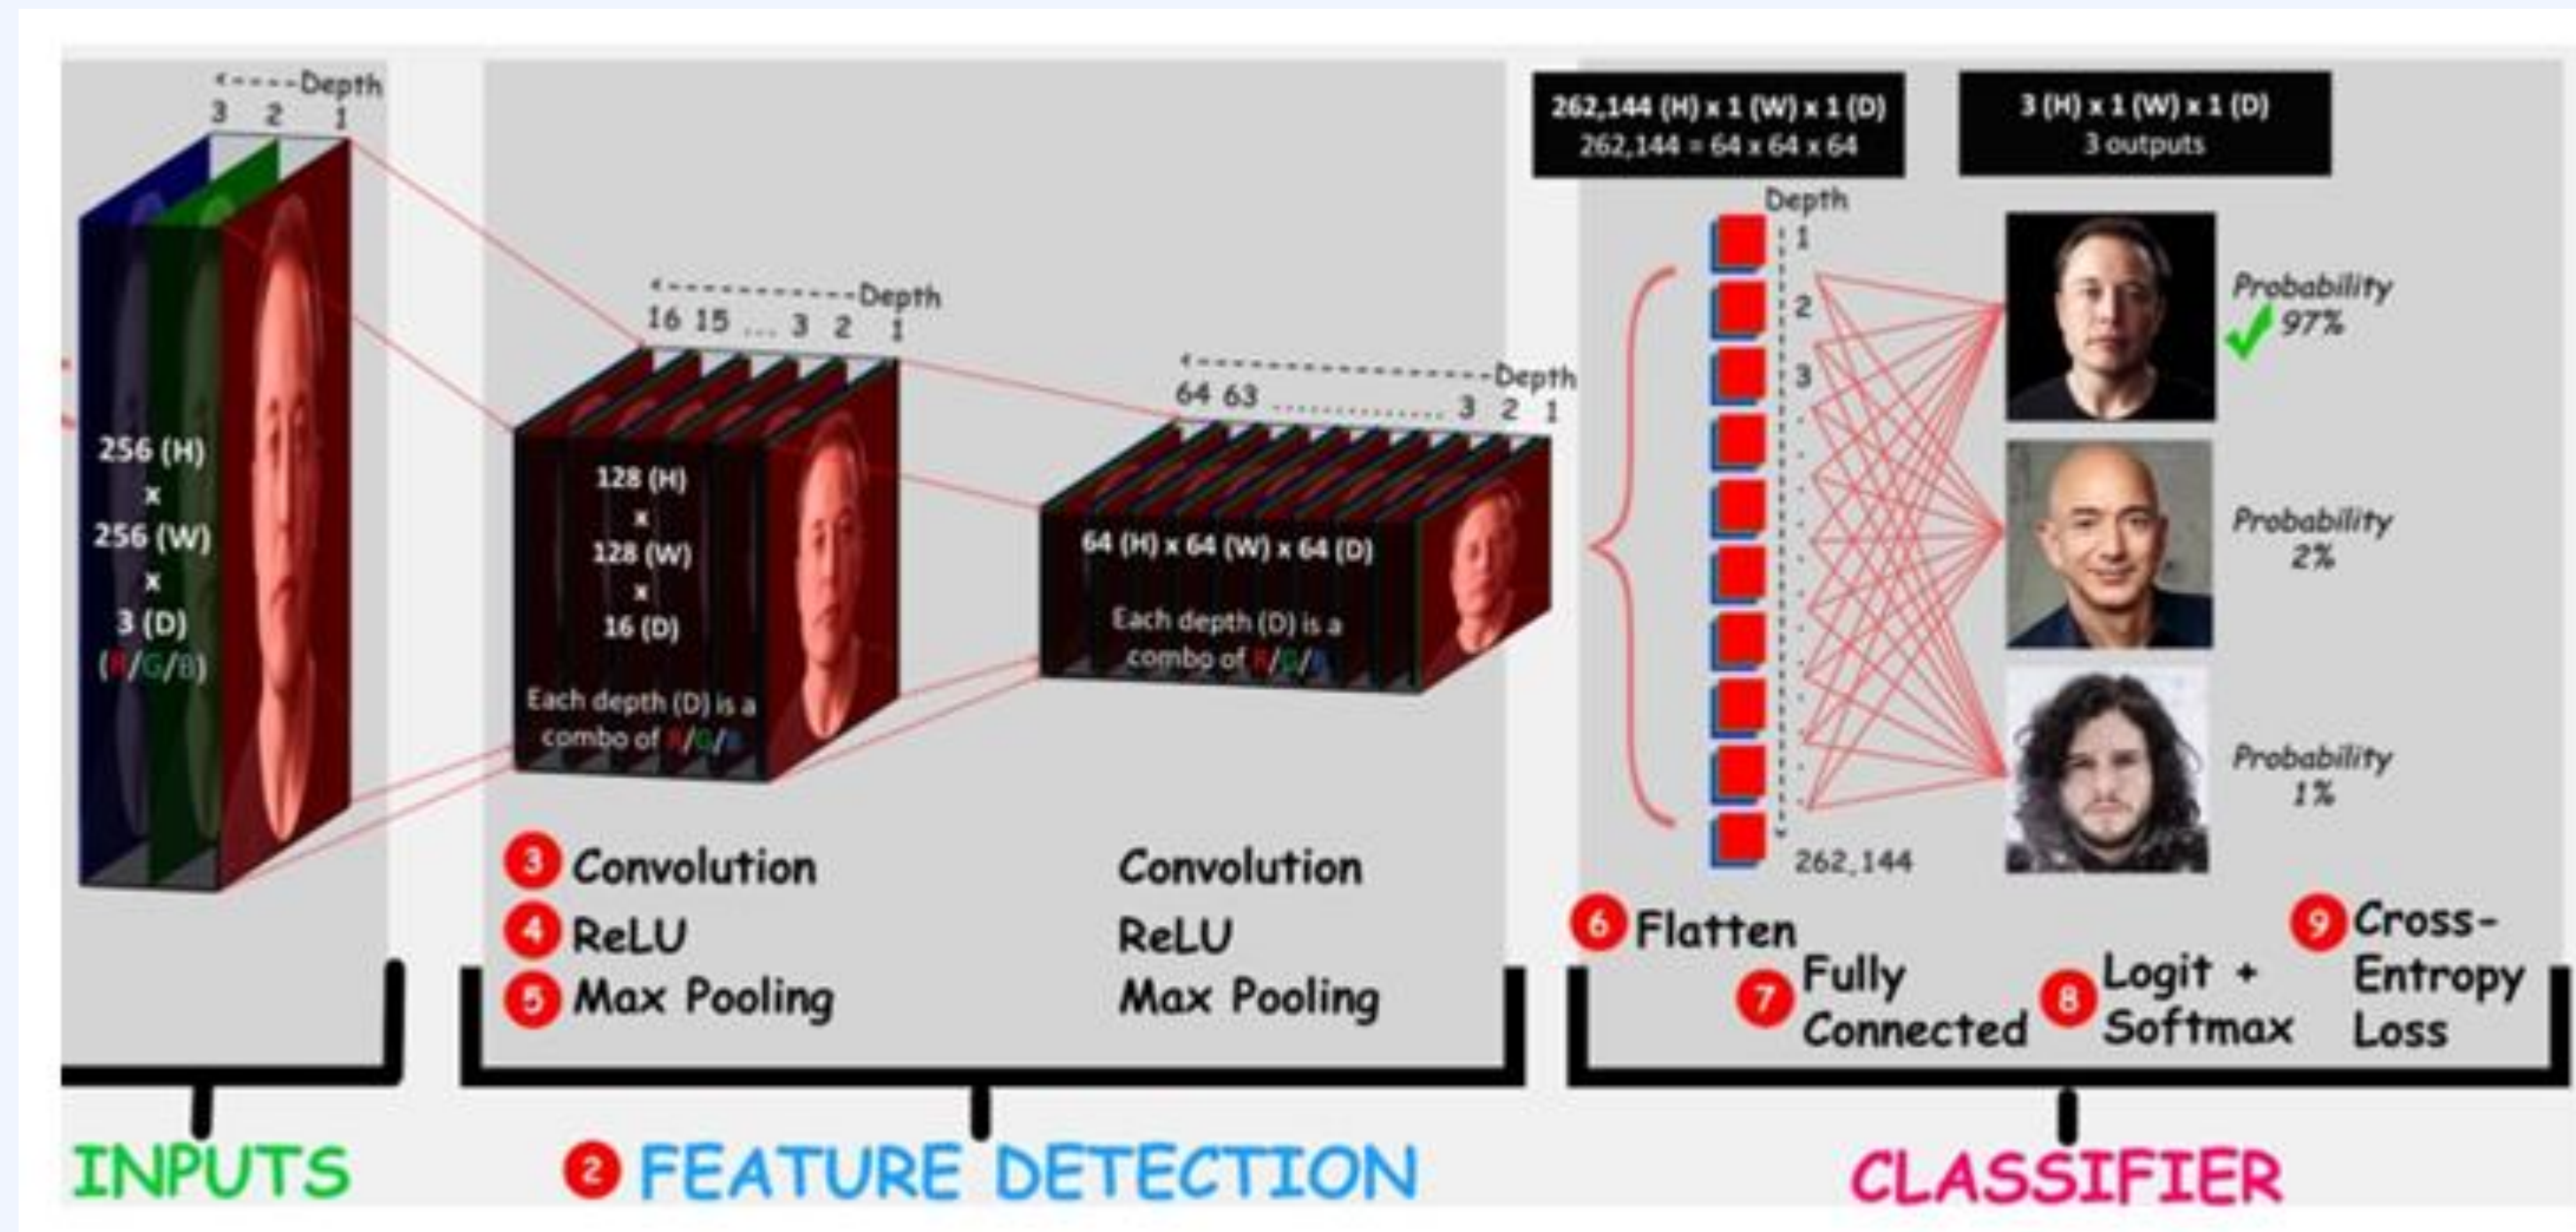 <----Depth
3 2 1
256 (H)
x
256 (W)
x
3 (D)
(R/G/B)
INPUTS
<-----------Depth
16 15 ... 3 2 1
128 (H)
x
128 (W)
x
16 (D)
Each depth (D) is a
combo of R/G/B
<----------------Depth
64 63 ................ 3 2 1
64 (H) x 64 (W) x 64 (D)
Each depth (D) is a
combo of R/G/B
3 Convolution
4 ReLU
5 Max Pooling
Convolution
ReLU
Max Pooling
2 FEATURE DETECTION
262,144 (H) x 1 (W) x 1 (D)
262,144 = 64 x 64 x 64
3 (H) x 1 (W) x 1 (D)
3 outputs
Depth
1
2
3
262,144
Probability
97%
Probability
2%
Probability
1%
6 Flatten
7 Fully
Connected
8 Logit +
Softmax
9 Cross-
Entropy
Loss
CLASSIFIER